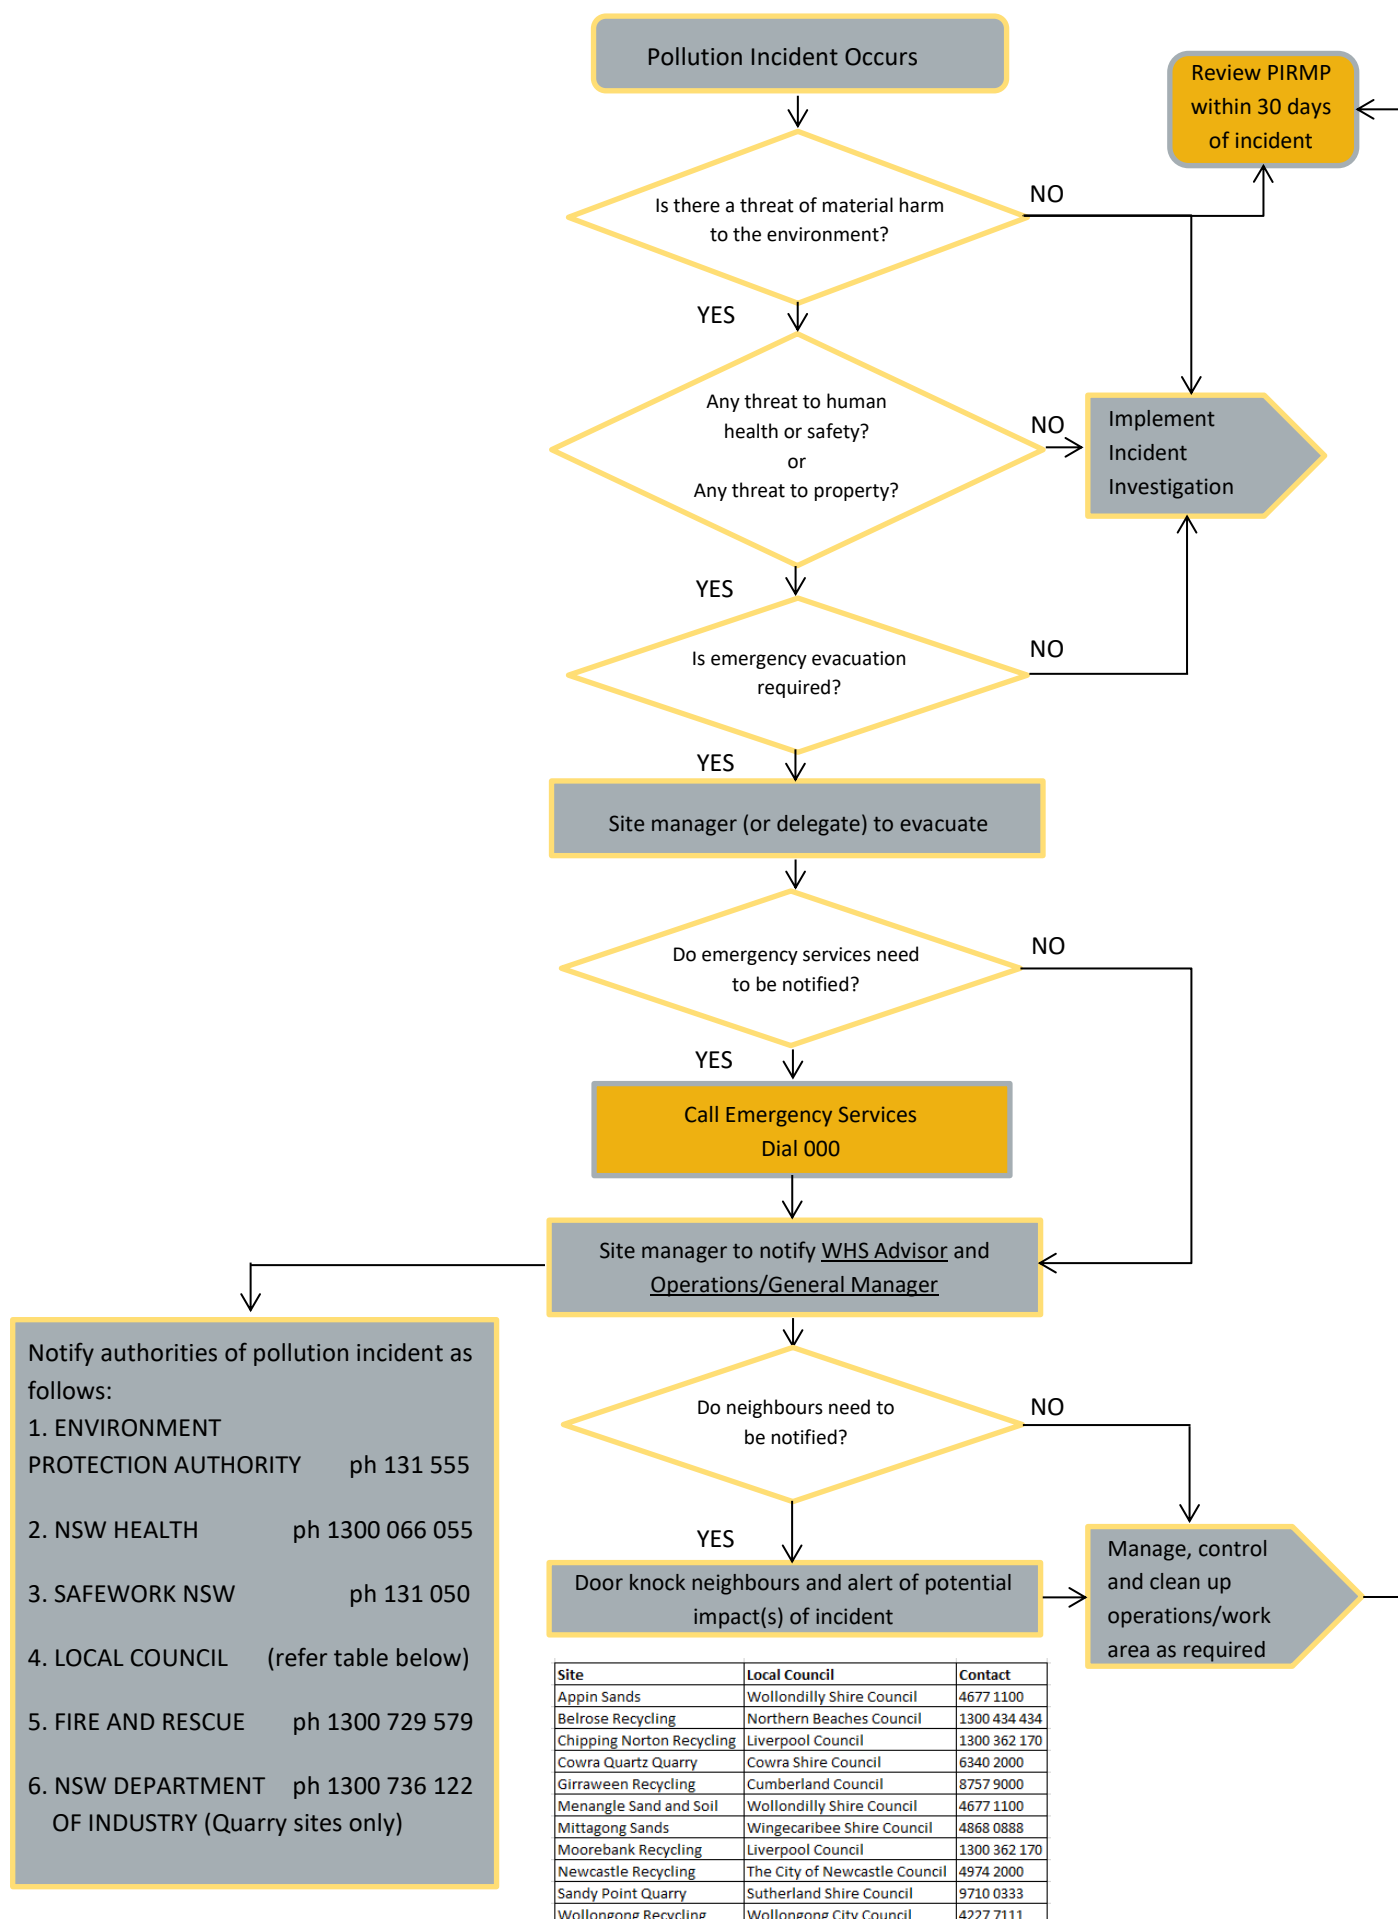 Pollution Incident Occurs
Review PIRMP
within 30 days
of incident
Is there a threat of material harm
to the environment?
NO
YES
Any threat to human
health or safety?
or
Any threat to property?
NO
Implement
Incident
Investigation
YES
Is emergency evacuation
required?
NO
YES
Site manager (or delegate) to evacuate
Do emergency services need
to be notified?
NO
YES
Call Emergency Services
Dial 000
Site manager to notify WHS Advisor and
Operations/General Manager
Notify authorities of pollution incident as
follows:
1. ENVIRONMENT
PROTECTION AUTHORITY ph 131 555
2. NSW HEALTH ph 1300 066 055
3. SAFEWORK NSW ph 131 050
4. LOCAL COUNCIL (refer table below)
5. FIRE AND RESCUE ph 1300 729 579
6. NSW DEPARTMENT ph 1300 736 122
OF INDUSTRY (Quarry sites only)
Do neighbours need to
be notified?
NO
YES
Door knock neighbours and alert of potential
impact(s) of incident
Manage, control
and clean up
operations/work
area as required
Site Local Council Contact
Appin Sands Wollondilly Shire Council 4677 1100
Belrose Recycling Northern Beaches Council 1300 434 434
Chipping Norton Recycling Liverpool Council 1300 362 170
Cowra Quartz Quarry Cowra Shire Council 6340 2000
Girraween Recycling Cumberland Council 8757 9000
Menangle Sand and Soil Wollondilly Shire Council 4677 1100
Mittagong Sands Wingecaribee Shire Council 4868 0888
Moorebank Recycling Liverpool Council 1300 362 170
Newcastle Recycling The City of Newcastle Council 4974 2000
Sandy Point Quarry Sutherland Shire Council 9710 0333
Wollongong Recycling Wollongong City Council 4227 7111